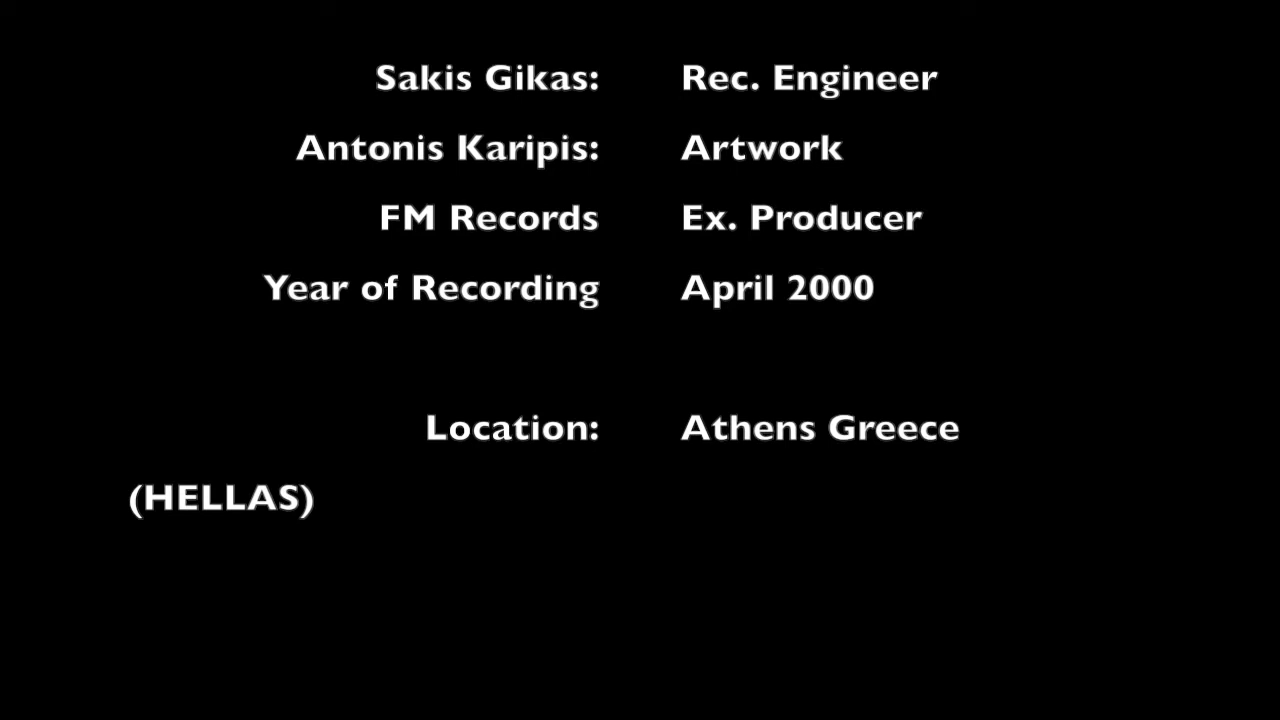 Sakis Gikas: Rec. Engineer
Antonis Karipis: Artwork
FM Records Ex. Producer
Year of Recording April 2000
Location: Athens Greece
(HELLAS)